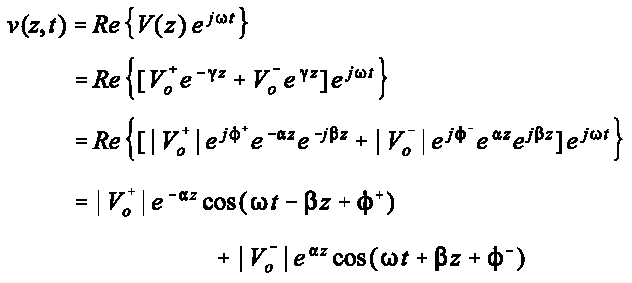 v(z,t) = Re{V(z) e^{jωt}}
= Re{[V_o^+ e^{-γz} + V_o^- e^{γz}] e^{jωt}}
= Re{[|V_o^+| e^{jϕ^+} e^{-αz} e^{-jβz} + |V_o^-| e^{jϕ^-} e^{αz} e^{jβz}] e^{jωt}}
= |V_o^+| e^{-αz} cos(ωt - βz + ϕ^+)
+ |V_o^-| e^{αz} cos(ωt + βz + ϕ^-)